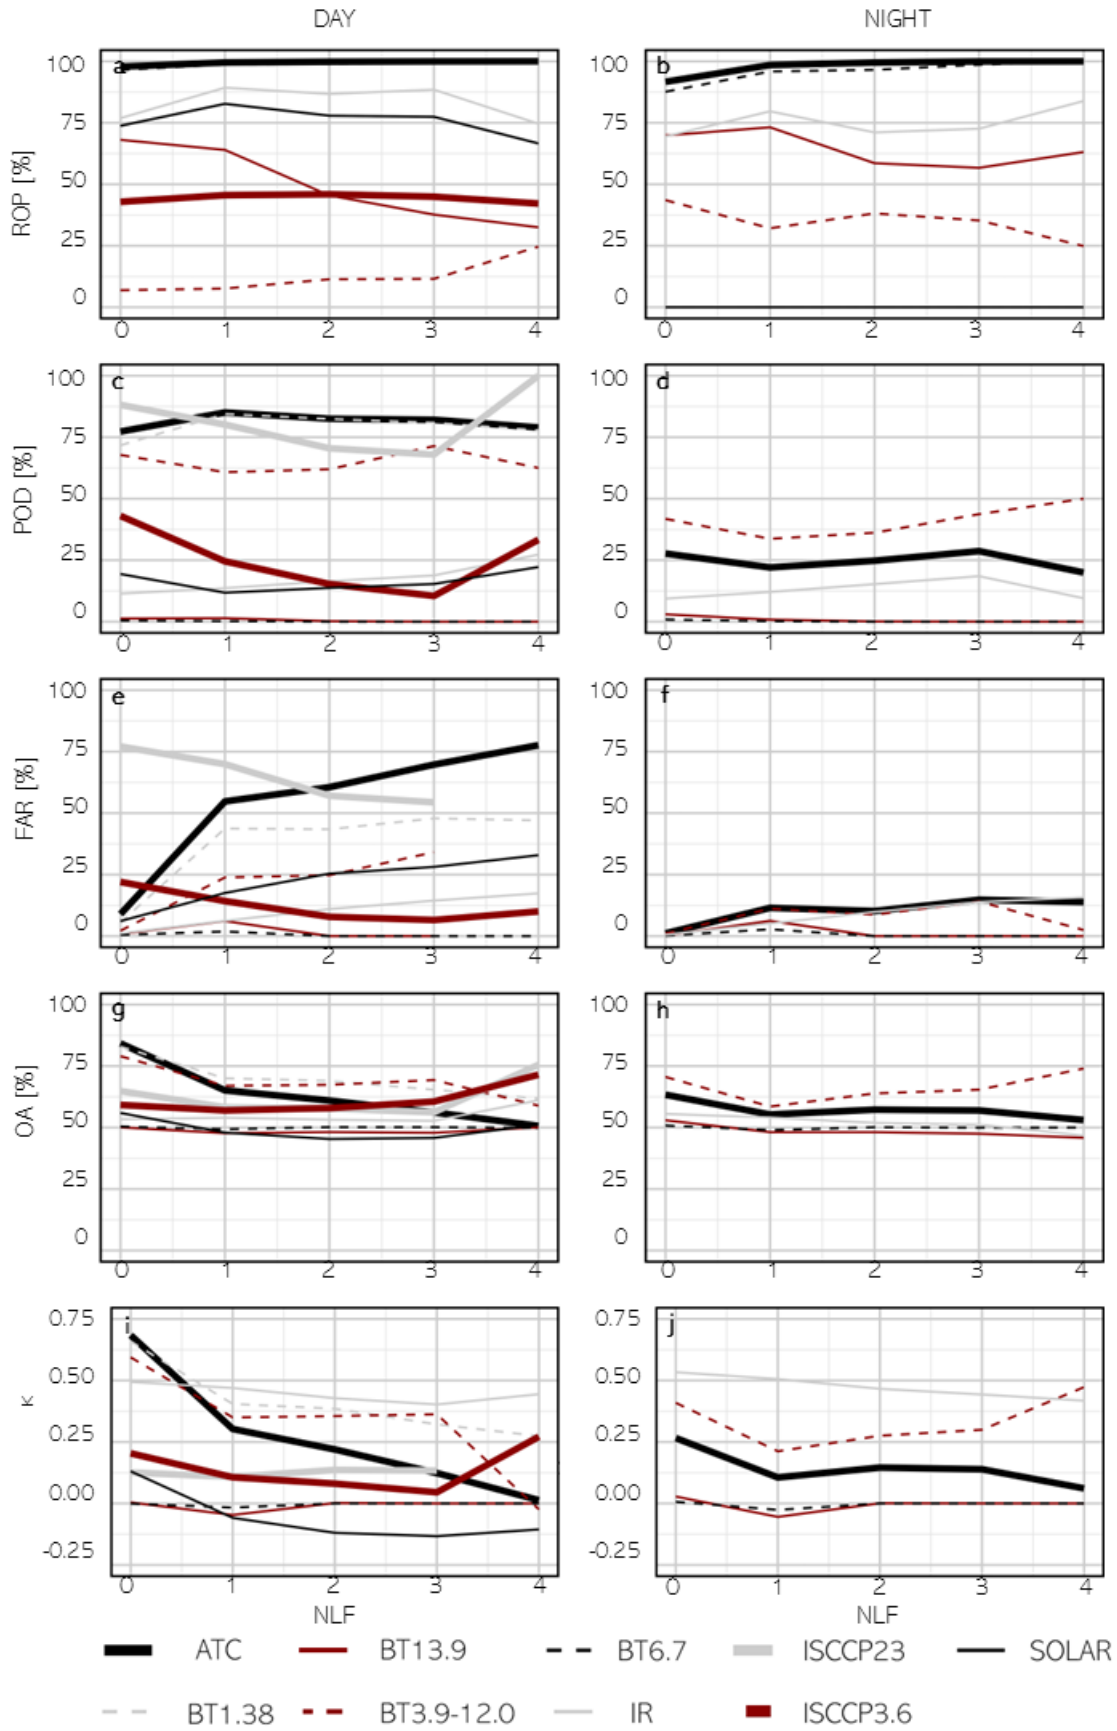 DAY NIGHT
a b
ROP [%]
100 100
75 75
50 50
25 25
0 0
0 1 2 3 4 0 1 2 3 4
c d
POD [%]
100 100
75 75
50 50
25 25
0 0
0 1 2 3 4 0 1 2 3 4
e f
FAR [%]
100 100
75 75
50 50
25 25
0 0
0 1 2 3 4 0 1 2 3 4
g h
OA [%]
100 100
75 75
50 50
25 25
0 0
0 1 2 3 4 0 1 2 3 4
i j
κ
0.75 0.75
0.50 0.50
0.25 0.25
0.00 0.00
-0.25 -0.25
0 1 2 3 4 0 1 2 3 4
NLF NLF
ATC BT13.9 BT6.7 ISCCP23 SOLAR
BT1.38 BT3.9-12.0 IR ISCCP3.6